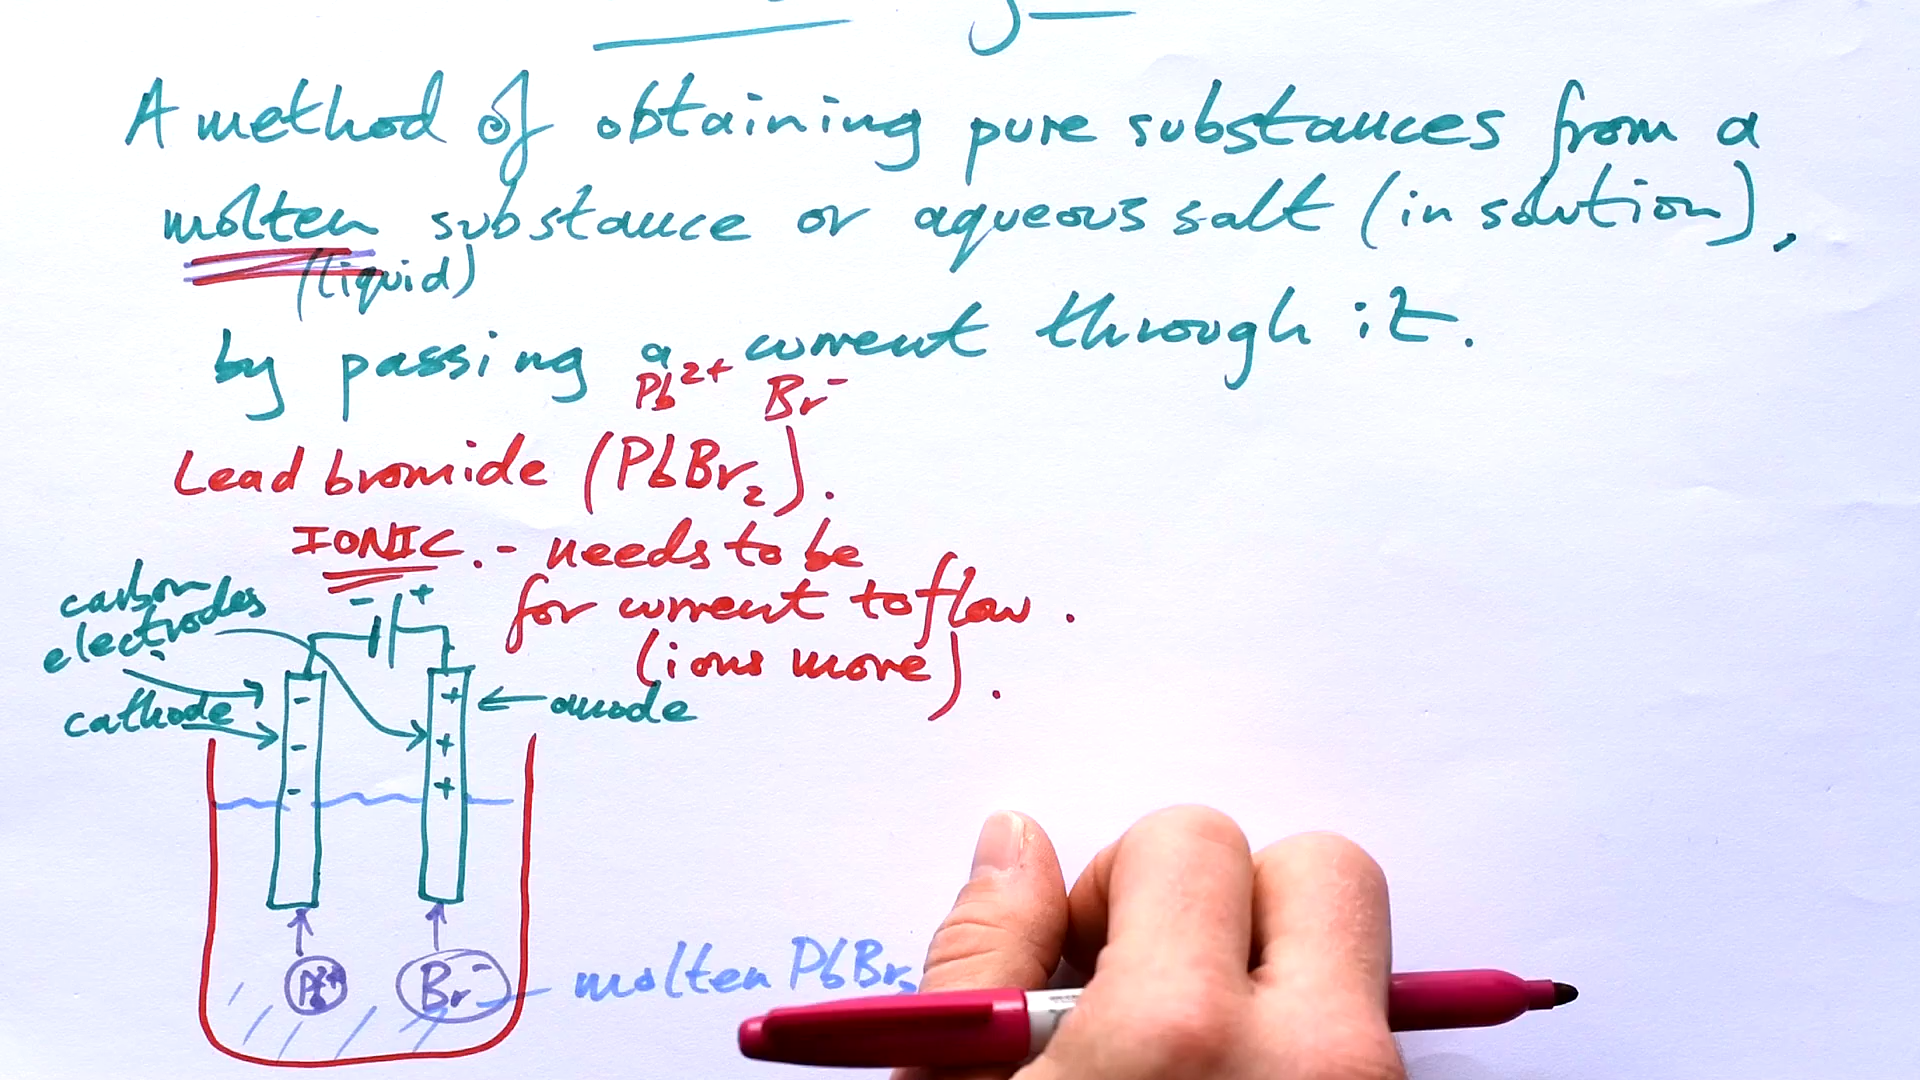 A method of obtaining pure substances from a
molten substance or aqueous salt (in solution),
(liquid)
by passing a current through it.
Pb²⁺ Br⁻
Lead bromide (PbBr₂).
IONIC. - needs to be
for current to flow.
(ions move).
carbon
electrodes
- +
cathode
anode
- +
- +
- +
Pb²⁺ Br⁻
molten PbBr₂